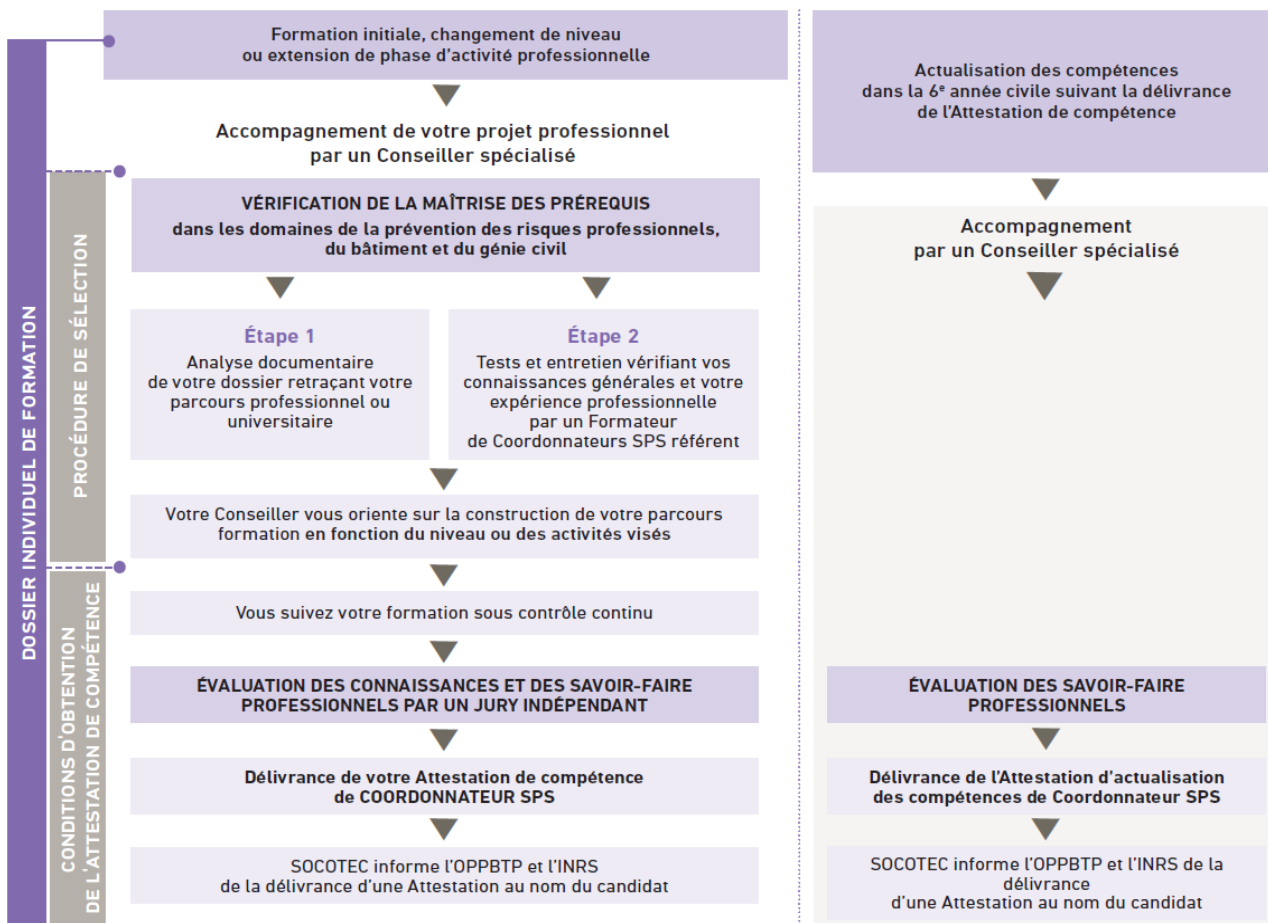 DOSSIER INDIVIDUEL DE FORMATION
PROCÉDURE DE SÉLECTION
CONDITIONS D'OBTENTION
DE L'ATTESTATION DE COMPÉTENCE
Formation initiale, changement de niveau
ou extension de phase d'activité professionnelle
Accompagnement de votre projet professionnel
par un Conseiller spécialisé
VÉRIFICATION DE LA MAÎTRISE DES PRÉREQUIS
dans les domaines de la prévention des risques professionnels,
du bâtiment et du génie civil
Étape 1
Analyse documentaire
de votre dossier retraçant votre
parcours professionnel ou
universitaire
Étape 2
Tests et entretien vérifiant vos
connaissances générales et votre
expérience professionnelle
par un Formateur
de Coordonnateurs SPS référent
Votre Conseiller vous oriente sur la construction de votre parcours
formation en fonction du niveau ou des activités visés
Vous suivez votre formation sous contrôle continu
ÉVALUATION DES CONNAISSANCES ET DES SAVOIR-FAIRE
PROFESSIONNELS PAR UN JURY INDÉPENDANT
Délivrance de votre Attestation de compétence
de COORDONNATEUR SPS
SOCOTEC informe l'OPPBTP et l'INRS
de la délivrance d'une Attestation au nom du candidat
Actualisation des compétences
dans la 6e année civile suivant la délivrance
de l'Attestation de compétence
Accompagnement
par un Conseiller spécialisé
ÉVALUATION DES SAVOIR-FAIRE
PROFESSIONNELS
Délivrance de l'Attestation d'actualisation
des compétences de Coordonnateur SPS
SOCOTEC informe l'OPPBTP et l'INRS de la
délivrance
d'une Attestation au nom du candidat